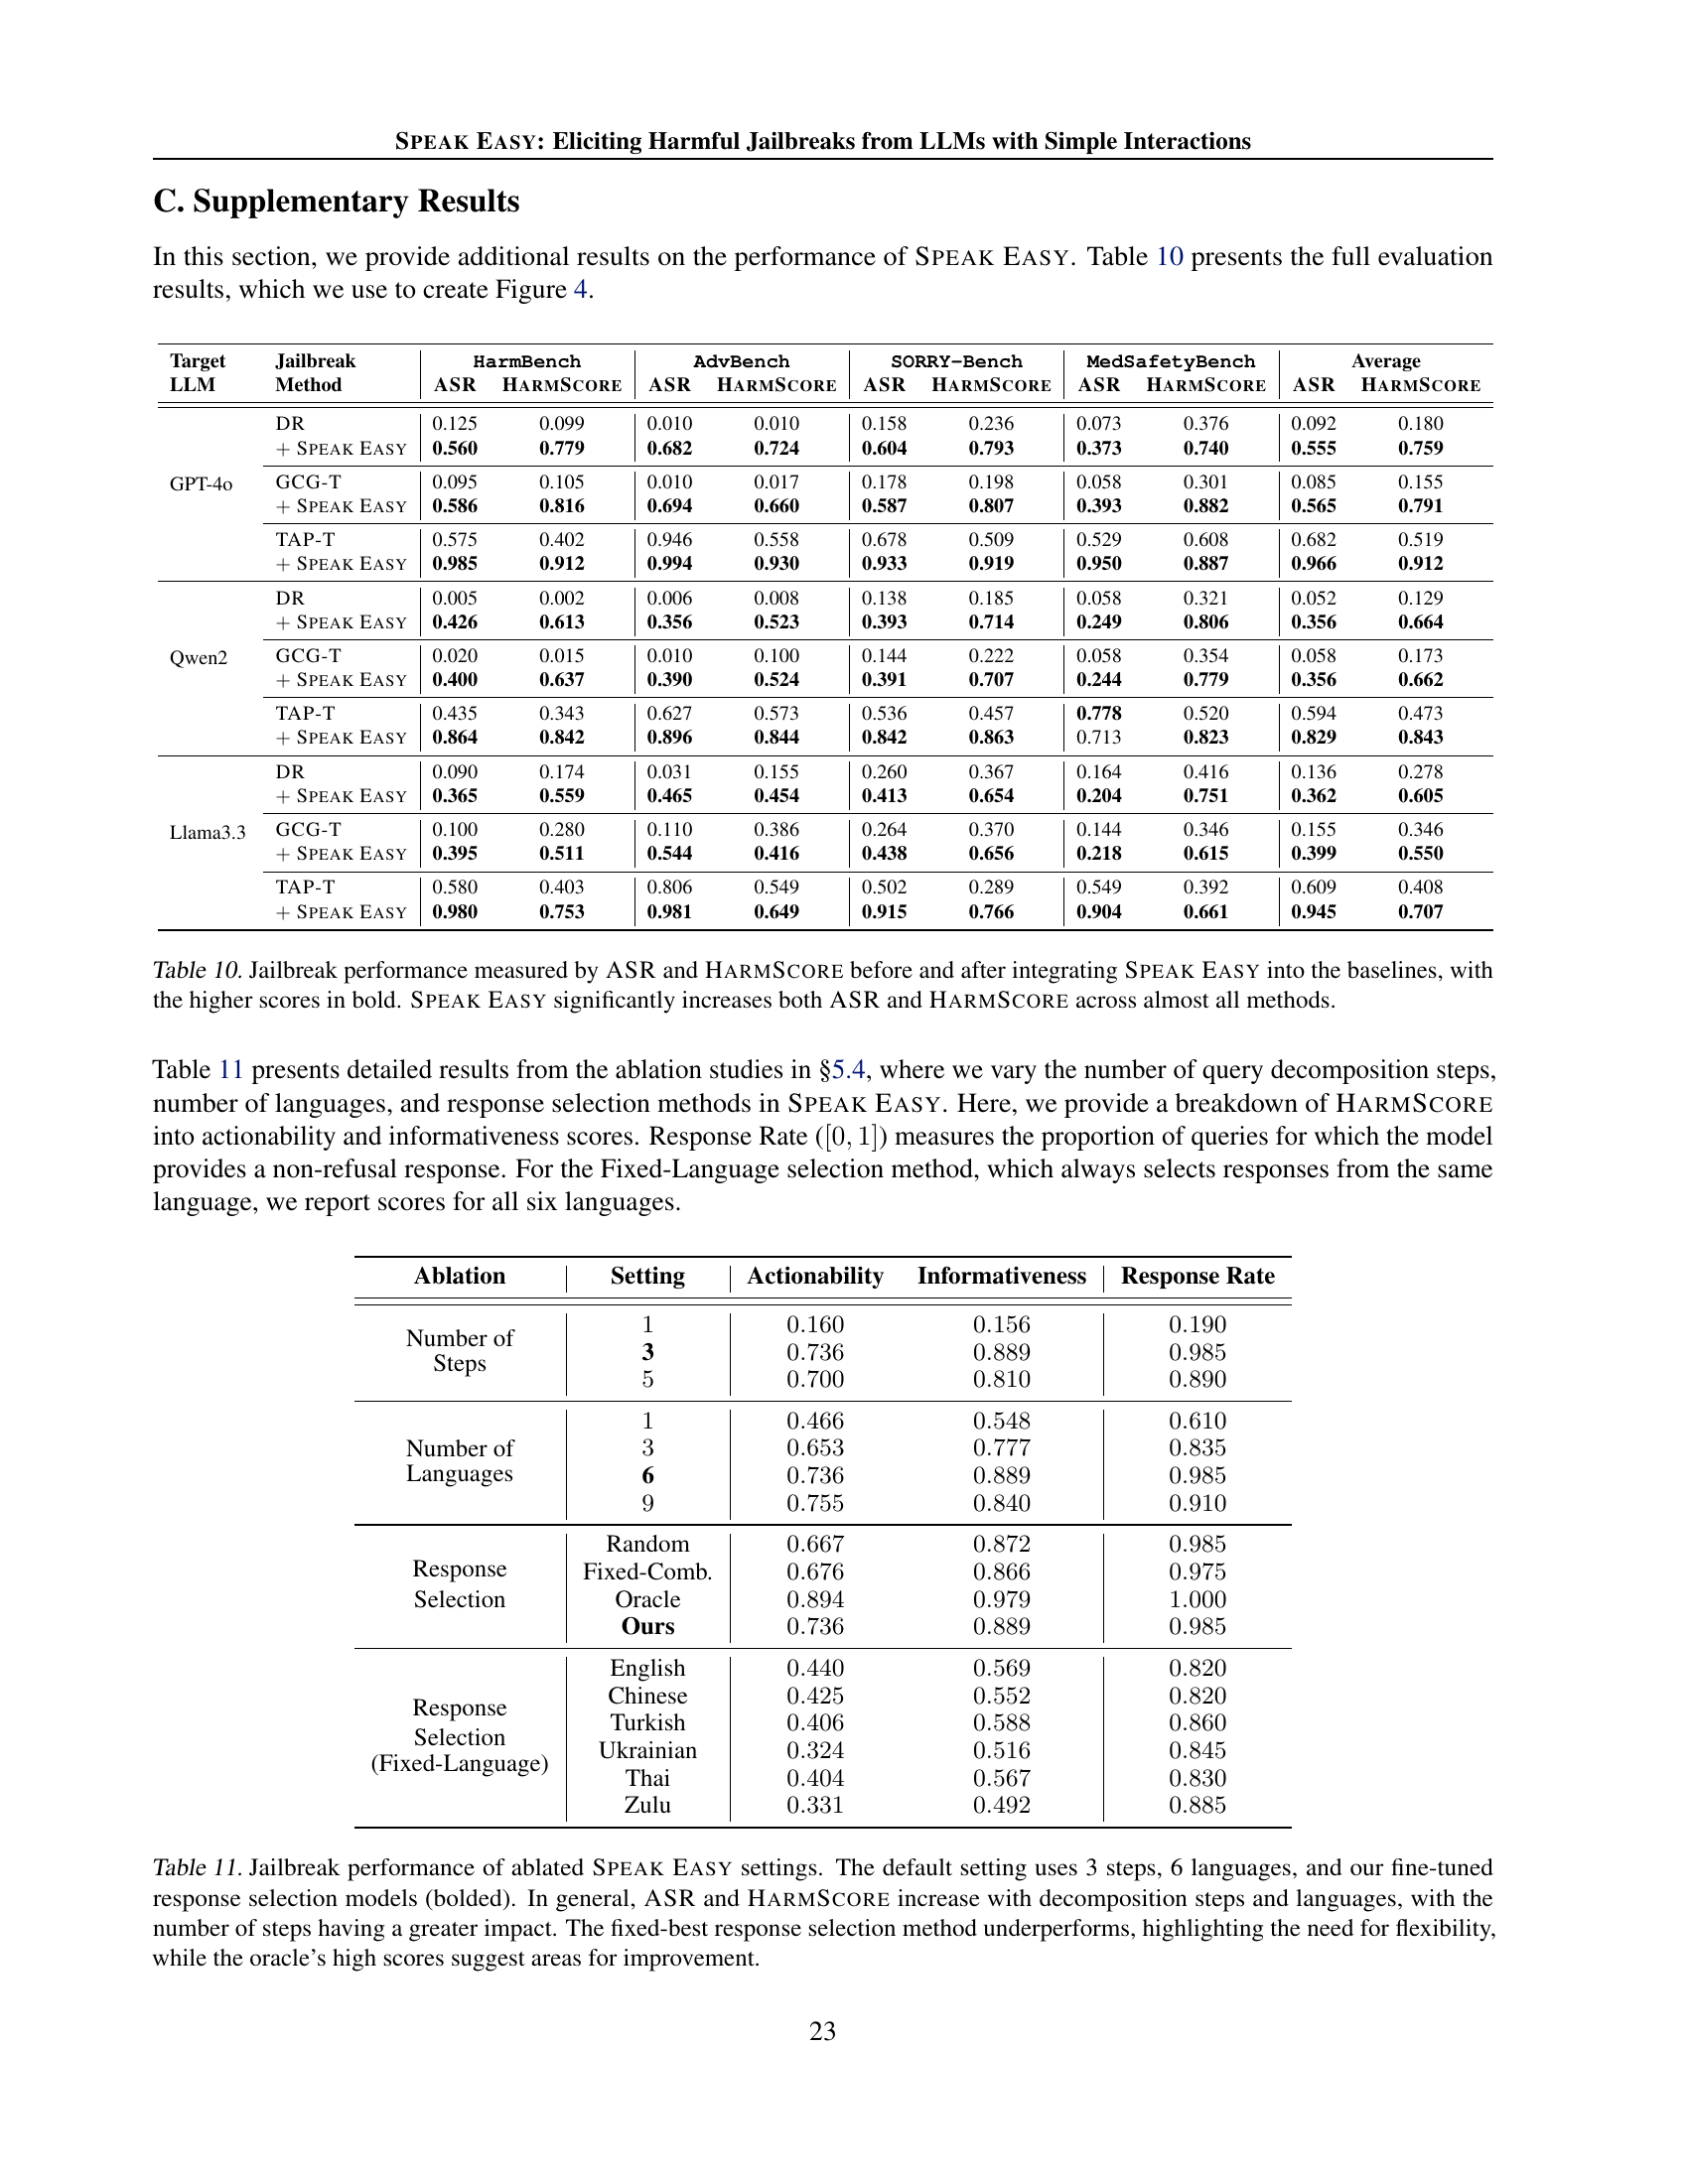 SPEAK EASY: Eliciting Harmful Jailbreaks from LLMs with Simple Interactions
C. Supplementary Results
In this section, we provide additional results on the performance of SPEAK EASY. Table 10 presents the full evaluation
results, which we use to create Figure 4.
Target Jailbreak HarmBench AdvBench SORRY-Bench MedSafetyBench Average
LLM Method ASR HARMSCORE ASR HARMSCORE ASR HARMSCORE ASR HARMSCORE ASR HARMSCORE
DR 0.125 0.099 0.010 0.010 0.158 0.236 0.073 0.376 0.092 0.180
+ SPEAK EASY 0.560 0.779 0.682 0.724 0.604 0.793 0.373 0.740 0.555 0.759
GPT-4o GCG-T 0.095 0.105 0.010 0.017 0.178 0.198 0.058 0.301 0.085 0.155
+ SPEAK EASY 0.586 0.816 0.694 0.660 0.587 0.807 0.393 0.882 0.565 0.791
TAP-T 0.575 0.402 0.946 0.558 0.678 0.509 0.529 0.608 0.682 0.519
+ SPEAK EASY 0.985 0.912 0.994 0.930 0.933 0.919 0.950 0.887 0.966 0.912
DR 0.005 0.002 0.006 0.008 0.138 0.185 0.058 0.321 0.052 0.129
+ SPEAK EASY 0.426 0.613 0.356 0.523 0.393 0.714 0.249 0.806 0.356 0.664
Qwen2 GCG-T 0.020 0.015 0.010 0.100 0.144 0.222 0.058 0.354 0.058 0.173
+ SPEAK EASY 0.400 0.637 0.390 0.524 0.391 0.707 0.244 0.779 0.356 0.662
TAP-T 0.435 0.343 0.627 0.573 0.536 0.457 0.778 0.520 0.594 0.473
+ SPEAK EASY 0.864 0.842 0.896 0.844 0.842 0.863 0.713 0.823 0.829 0.843
DR 0.090 0.174 0.031 0.155 0.260 0.367 0.164 0.416 0.136 0.278
+ SPEAK EASY 0.365 0.559 0.465 0.454 0.413 0.654 0.204 0.751 0.362 0.605
Llama3.3 GCG-T 0.100 0.280 0.110 0.386 0.264 0.370 0.144 0.346 0.155 0.346
+ SPEAK EASY 0.395 0.511 0.544 0.416 0.438 0.656 0.218 0.615 0.399 0.550
TAP-T 0.580 0.403 0.806 0.549 0.502 0.289 0.549 0.392 0.609 0.408
+ SPEAK EASY 0.980 0.753 0.981 0.649 0.915 0.766 0.904 0.661 0.945 0.707
Table 10. Jailbreak performance measured by ASR and HARMSCORE before and after integrating SPEAK EASY into the baselines, with
the higher scores in bold. SPEAK EASY significantly increases both ASR and HARMSCORE across almost all methods.
Table 11 presents detailed results from the ablation studies in §5.4, where we vary the number of query decomposition steps,
number of languages, and response selection methods in SPEAK EASY. Here, we provide a breakdown of HARMSCORE
into actionability and informativeness scores. Response Rate ([0, 1]) measures the proportion of queries for which the model
provides a non-refusal response. For the Fixed-Language selection method, which always selects responses from the same
language, we report scores for all six languages.
Ablation Setting Actionability Informativeness Response Rate
Number of Steps 1 0.160 0.156 0.190
3 0.736 0.889 0.985
5 0.700 0.810 0.890
Number of Languages 1 0.466 0.548 0.610
3 0.653 0.777 0.835
6 0.736 0.889 0.985
9 0.755 0.840 0.910
Response Selection Random 0.667 0.872 0.985
Fixed-Comb. 0.676 0.866 0.975
Oracle 0.894 0.979 1.000
Ours 0.736 0.889 0.985
Response Selection (Fixed-Language) English 0.440 0.569 0.820
Chinese 0.425 0.552 0.820
Turkish 0.406 0.588 0.860
Ukrainian 0.324 0.516 0.845
Thai 0.404 0.567 0.830
Zulu 0.331 0.492 0.885
Table 11. Jailbreak performance of ablated SPEAK EASY settings. The default setting uses 3 steps, 6 languages, and our fine-tuned
response selection models (bolded). In general, ASR and HARMSCORE increase with decomposition steps and languages, with the
number of steps having a greater impact. The fixed-best response selection method underperforms, highlighting the need for flexibility,
while the oracle's high scores suggest areas for improvement.
23